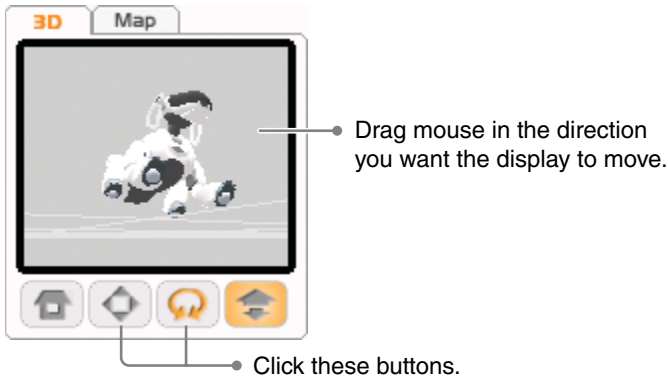 3D
Map
Drag mouse in the direction
you want the display to move.
Click these buttons.